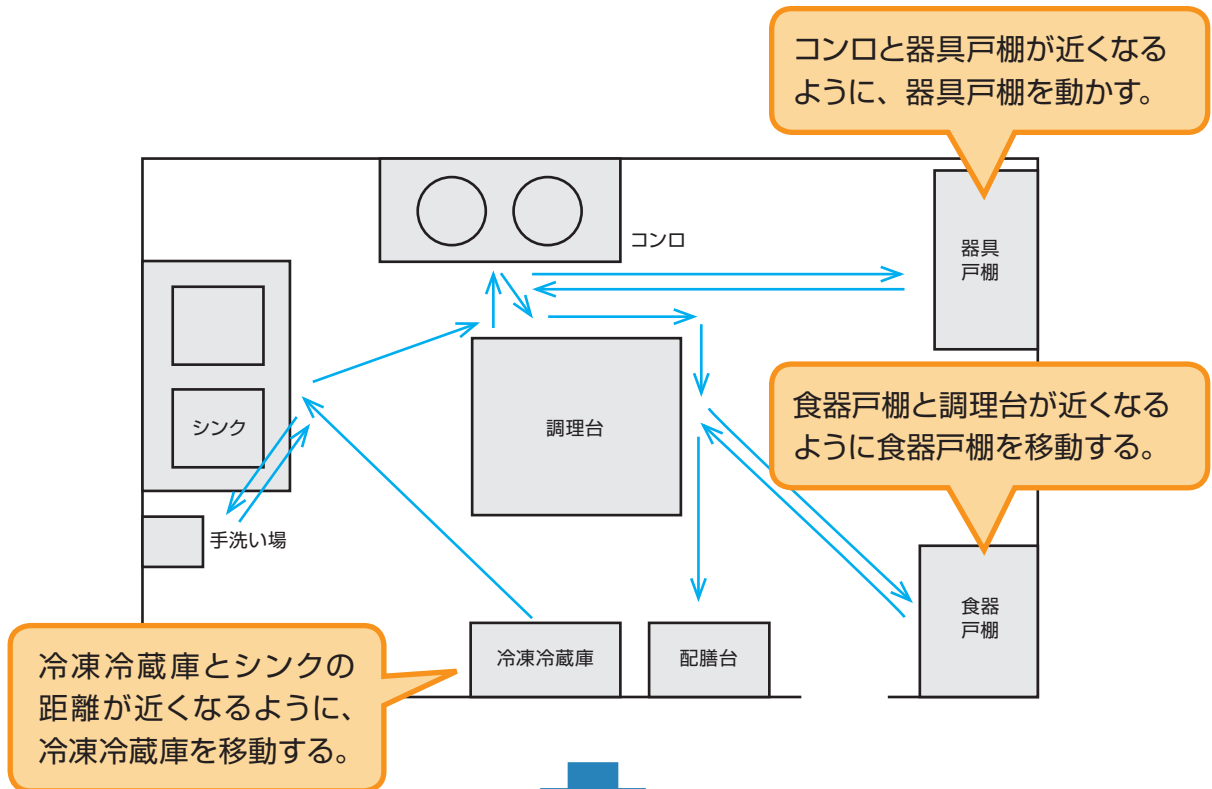 コンロと器具戸棚が近くなる
ように、器具戸棚を動かす。
コンロ
器具
戸棚
シンク
調理台
食器戸棚と調理台が近くなる
ように食器戸棚を移動する。
手洗い場
食器
戸棚
冷凍冷蔵庫
配膳台
冷凍冷蔵庫とシンクの
距離が近くなるように、
冷凍冷蔵庫を移動する。